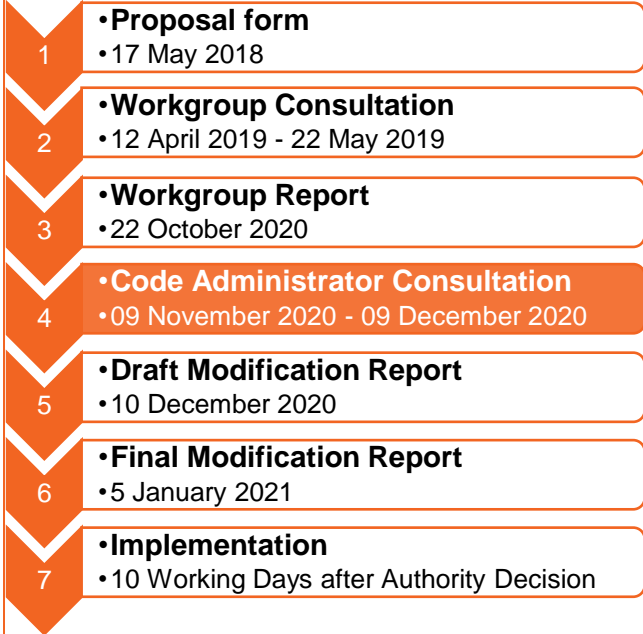 1
•Proposal form
•17 May 2018
2
•Workgroup Consultation
•12 April 2019 - 22 May 2019
3
•Workgroup Report
•22 October 2020
4
•Code Administrator Consultation
•09 November 2020 - 09 December 2020
5
•Draft Modification Report
•10 December 2020
6
•Final Modification Report
•5 January 2021
7
•Implementation
•10 Working Days after Authority Decision